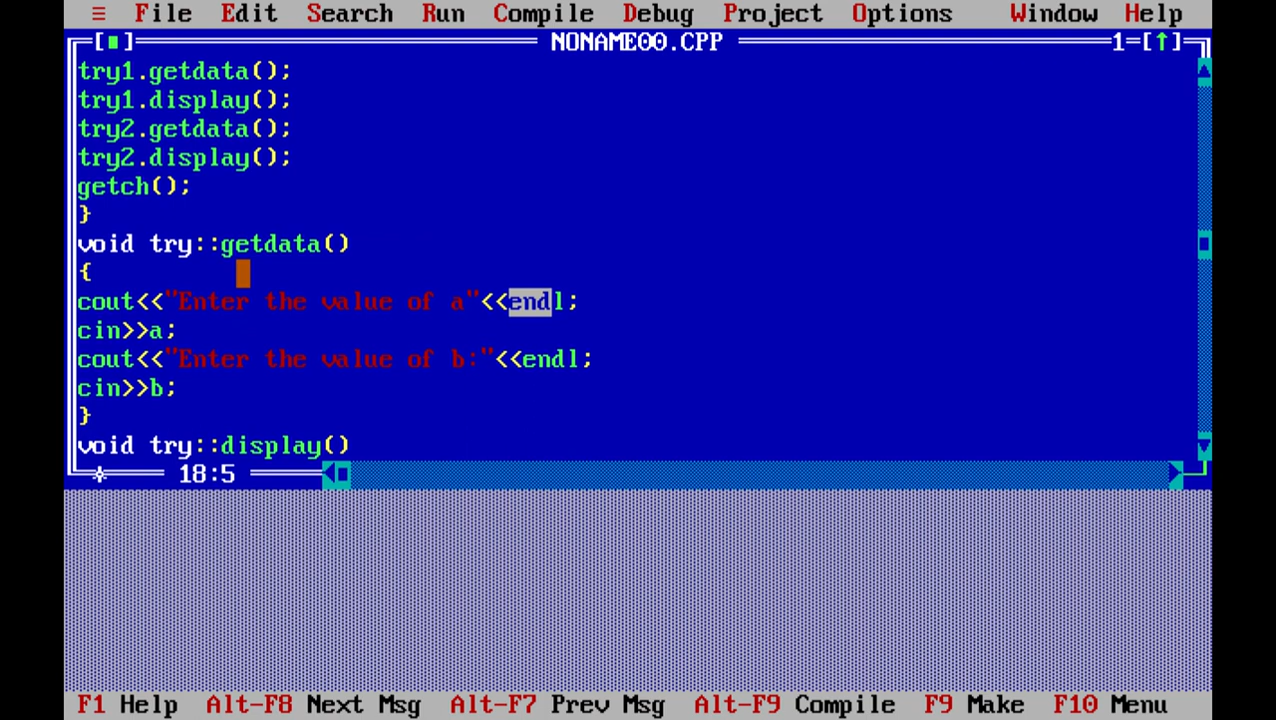 ≡ File Edit Search Run Compile Debug Project Options Window Help
[■] NONAME00.CPP 1=[↑]
try1.getdata();
try1.display();
try2.getdata();
try2.display();
getch();
}
void try::getdata()
{
cout<<"Enter the value of a"<<endl;
cin>>a;
cout<<"Enter the value of b:"<<endl;
cin>>b;
}
void try::display()
18:5
F1 Help Alt-F8 Next Msg Alt-F7 Prev Msg Alt-F9 Compile F9 Make F10 Menu